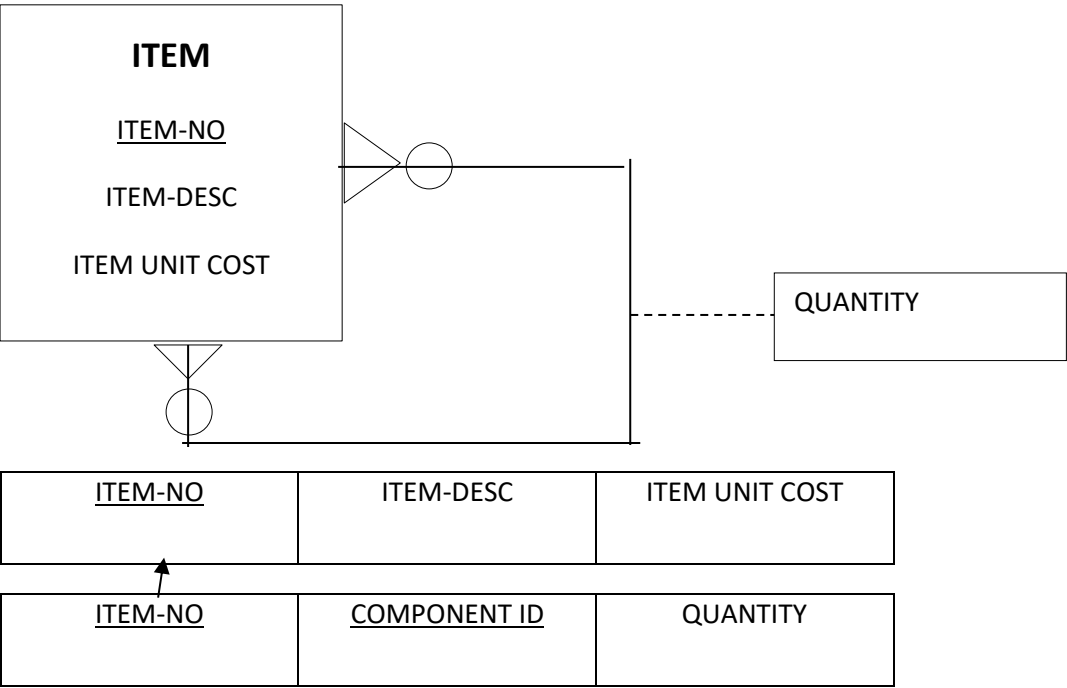 ITEM
ITEM-NO
ITEM-DESC
ITEM UNIT COST
QUANTITY
ITEM-NO ITEM-DESC ITEM UNIT COST
ITEM-NO COMPONENT ID QUANTITY